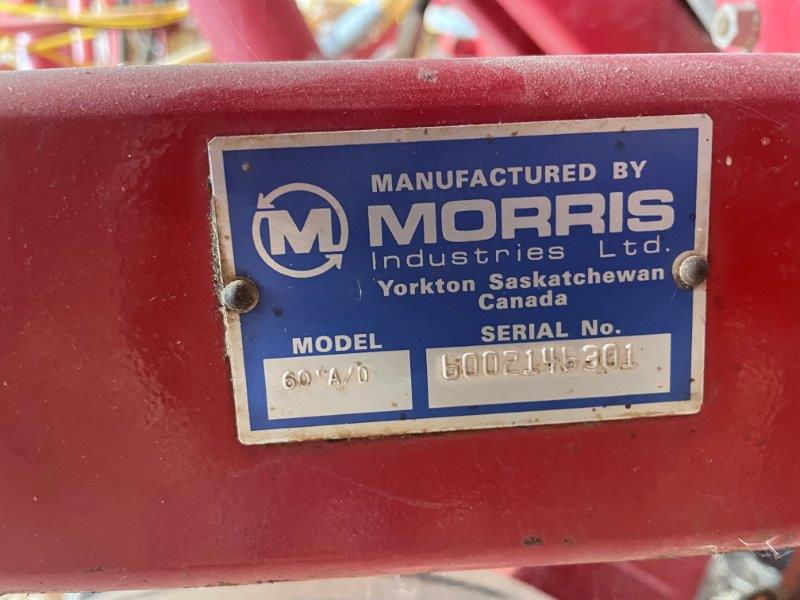 MANUFACTURED BY
M MORRIS
Industries Ltd.
Yorkton Saskatchewan
Canada
MODEL SERIAL No.
60'A/D 6002146301